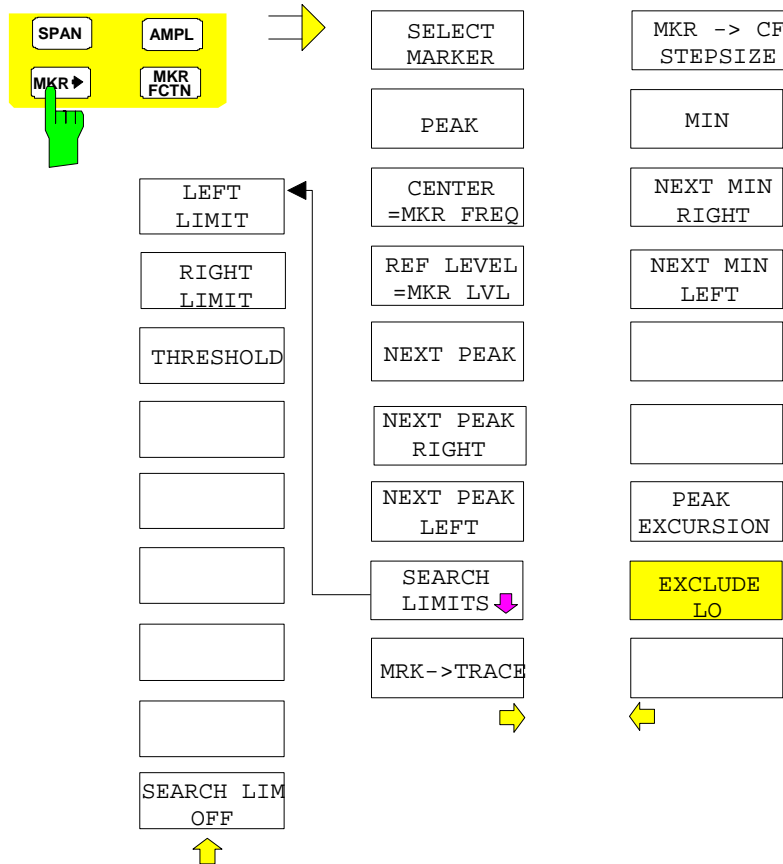 SPAN
AMPL
MKR
MKR
FCTN
SELECT
MARKER
PEAK
CENTER
=MKR FREQ
REF LEVEL
=MKR LVL
NEXT PEAK
NEXT PEAK
RIGHT
NEXT PEAK
LEFT
SEARCH
LIMITS
MRK->TRACE
MKR -> CF
STEPSIZE
MIN
NEXT MIN
RIGHT
NEXT MIN
LEFT
PEAK
EXCURSION
EXCLUDE
LO
LEFT
LIMIT
RIGHT
LIMIT
THRESHOLD
SEARCH LIM
OFF